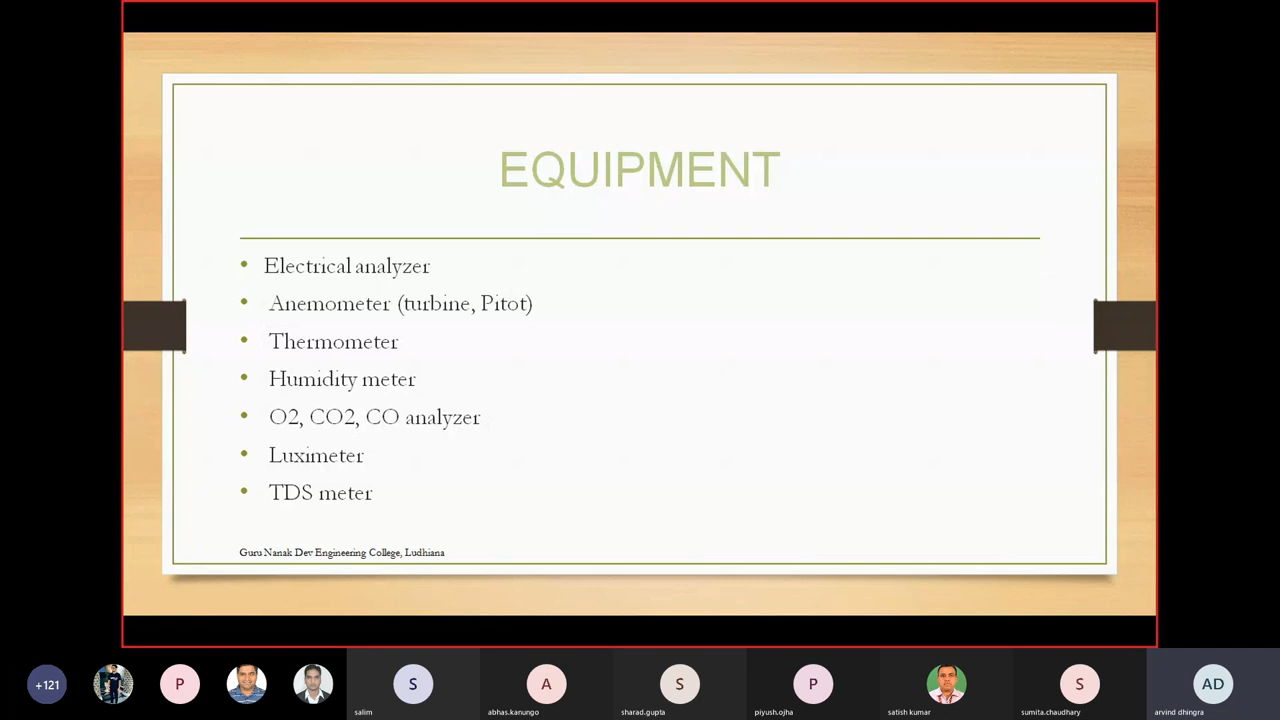 EQUIPMENT
• Electrical analyzer
• Anemometer (turbine, Pitot)
• Thermometer
• Humidity meter
• O2, CO2, CO analyzer
• Luximeter
• TDS meter
Guru Nanak Dev Engineering College, Ludhiana
+121
P
S
A
S
P
S
AD
salim
abhas.kanungo
sharad.gupta
piyush.ojha
satish kumar
sumita.chaudhary
arvind dhingra